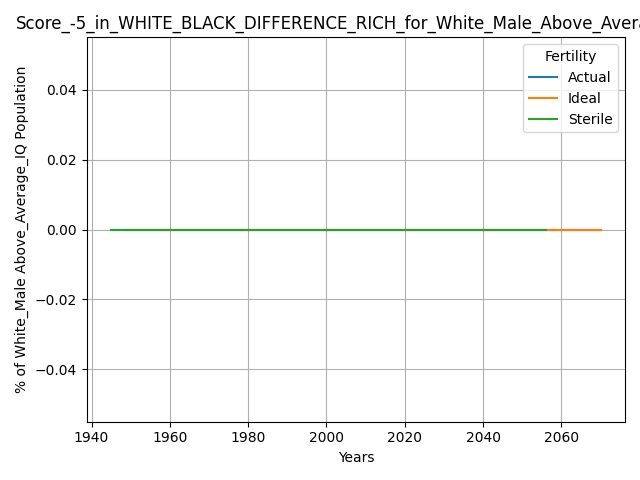 Score_-5_in_WHITE_BLACK_DIFFERENCE_RICH_for_White_Male_Above_Avera
Fertility
Actual
Ideal
Sterile
% of White_Male Above_Average_IQ Population
0.04
0.02
0.00
−0.02
−0.04
1940 1960 1980 2000 2020 2040 2060
Years